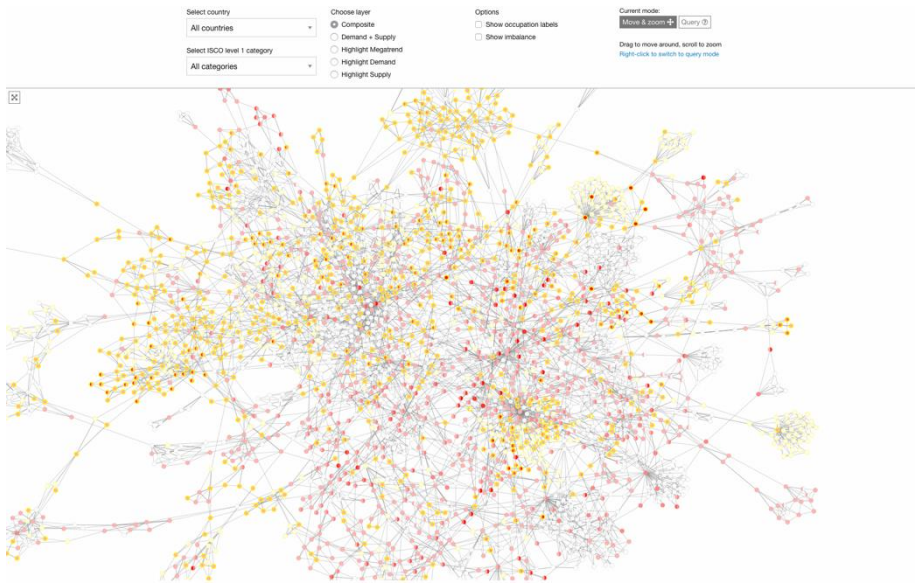 Select country
All countries
Select ISCO level 1 category
All categories
Choose layer
Composite
Demand + Supply
Highlight Megatrend
Highlight Demand
Highlight Supply
Options
Show occupation labels
Show imbalance
Current mode:
Move & zoom
Query
Drag to move around, scroll to zoom
Right-click to switch to query mode